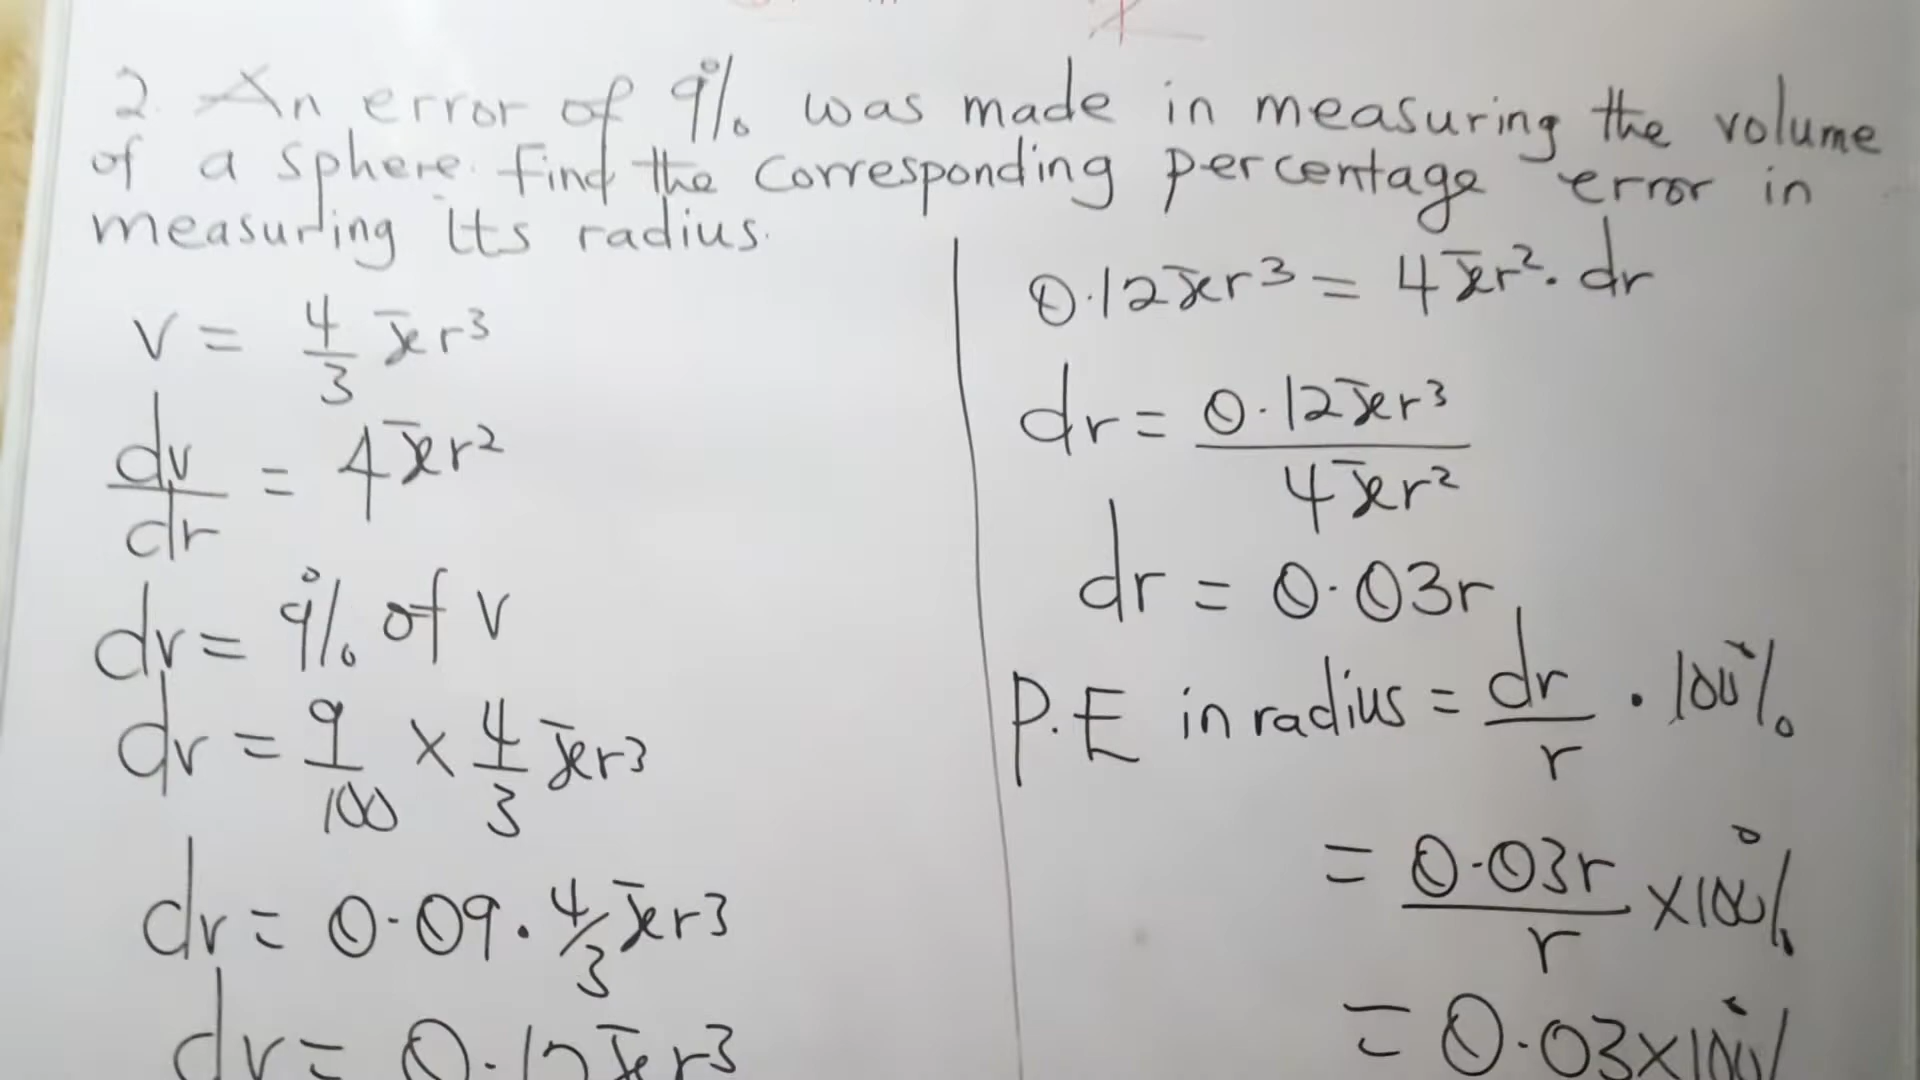 2. An error of 9% was made in measuring the volume
of a sphere. Find the corresponding percentage error in
measuring its radius.
V = 4/3 πr³
dv/dr = 4πr²
dv = 9% of v
dv = 9/100 × 4/3 πr³
dv = 0.09 · 4/3 πr³
dv = 0.12πr³
0.12πr³ = 4πr² · dr
dr = 0.12πr³/4πr²
dr = 0.03r
P.E in radius = dr/r · 100%
= 0.03r/r × 100%
= 0.03 × 100%